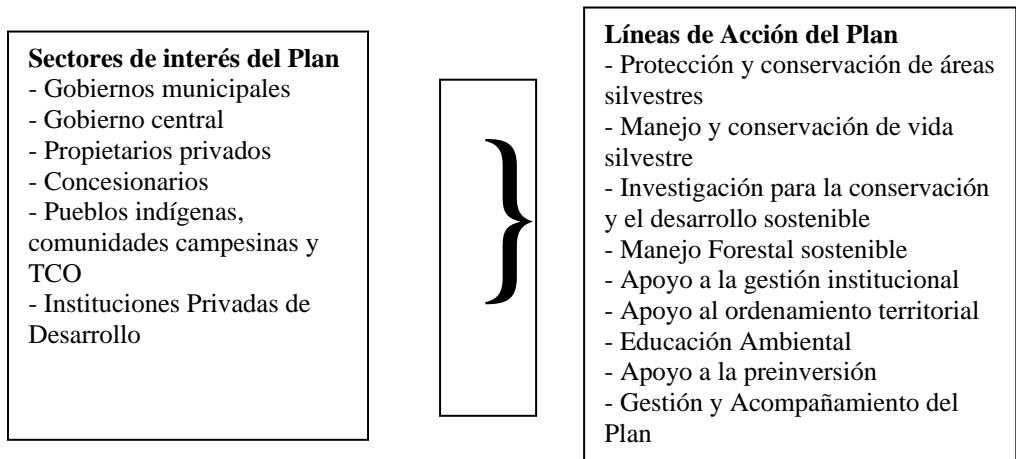 Sectores de interés del Plan
- Gobiernos municipales
- Gobierno central
- Propietarios privados
- Concesionarios
- Pueblos indígenas,
comunidades campesinas y
TCO
- Instituciones Privadas de
Desarrollo
}
Líneas de Acción del Plan
- Protección y conservación de áreas
silvestres
- Manejo y conservación de vida
silvestre
- Investigación para la conservación
y el desarrollo sostenible
- Manejo Forestal sostenible
- Apoyo a la gestión institucional
- Apoyo al ordenamiento territorial
- Educación Ambiental
- Apoyo a la preinversión
- Gestión y Acompañamiento del
Plan